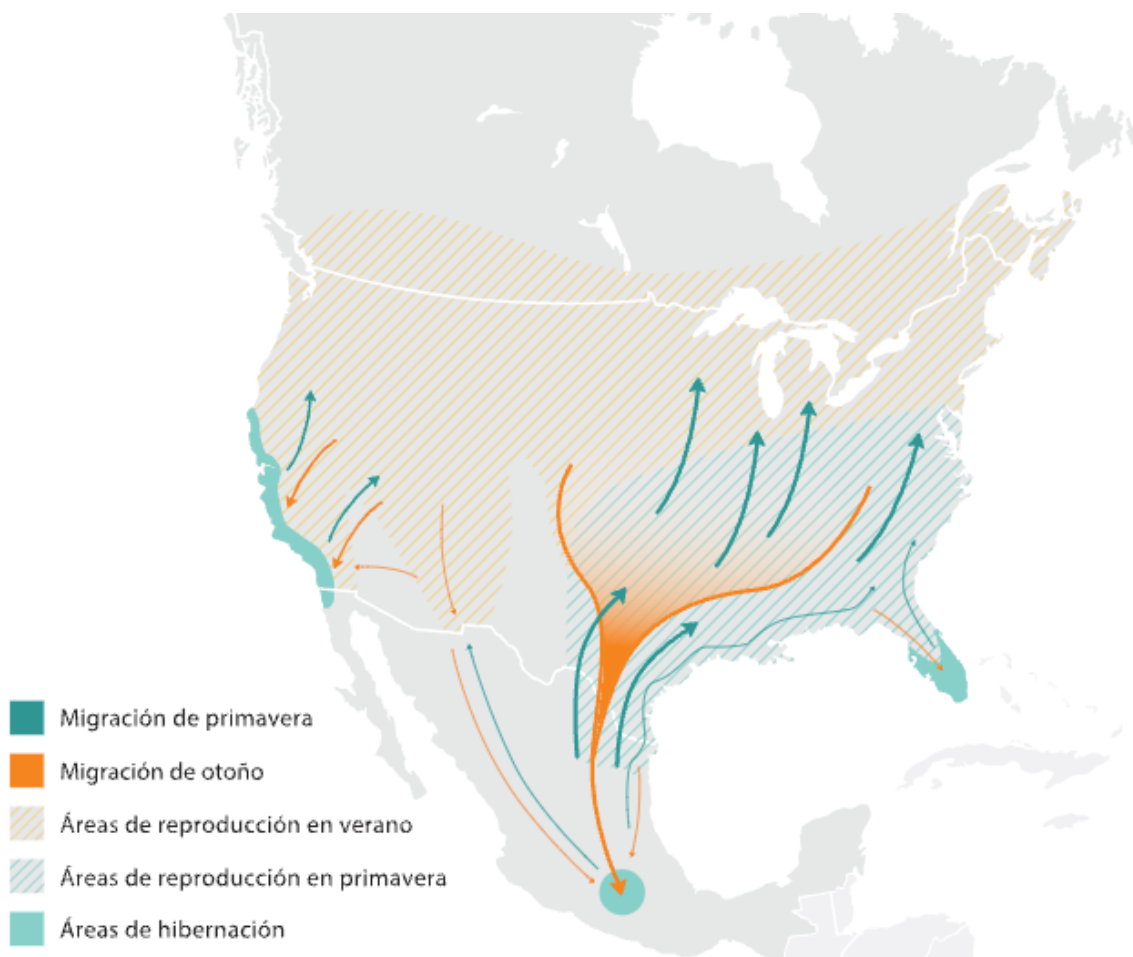 Migración de primavera
Migración de otoño
Áreas de reproducción en verano
Áreas de reproducción en primavera
Áreas de hibernación